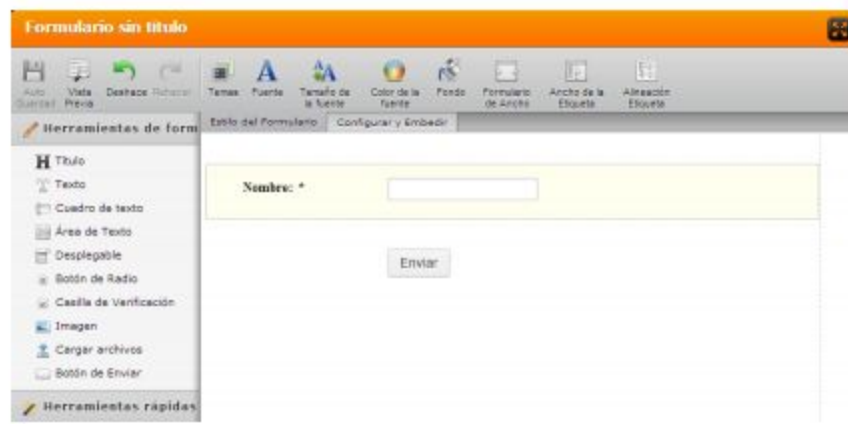 Formulario sin título
Auto Guardar Vista Previa Deshacer Rehacer Temas Fuente Tamaño de la fuente Color de la fuente Fondo Formulario de Ancho Ancho de la Etiqueta Alineación Etiqueta
Herramientas de form
Estilo del Formulario Configurar y Embedir
Título
Texto
Cuadro de texto
Área de Texto
Desplegable
Botón de Radio
Casilla de Verificación
Imagen
Cargar archivos
Botón de Enviar
Herramientas rápidas
Nombre: *
Enviar